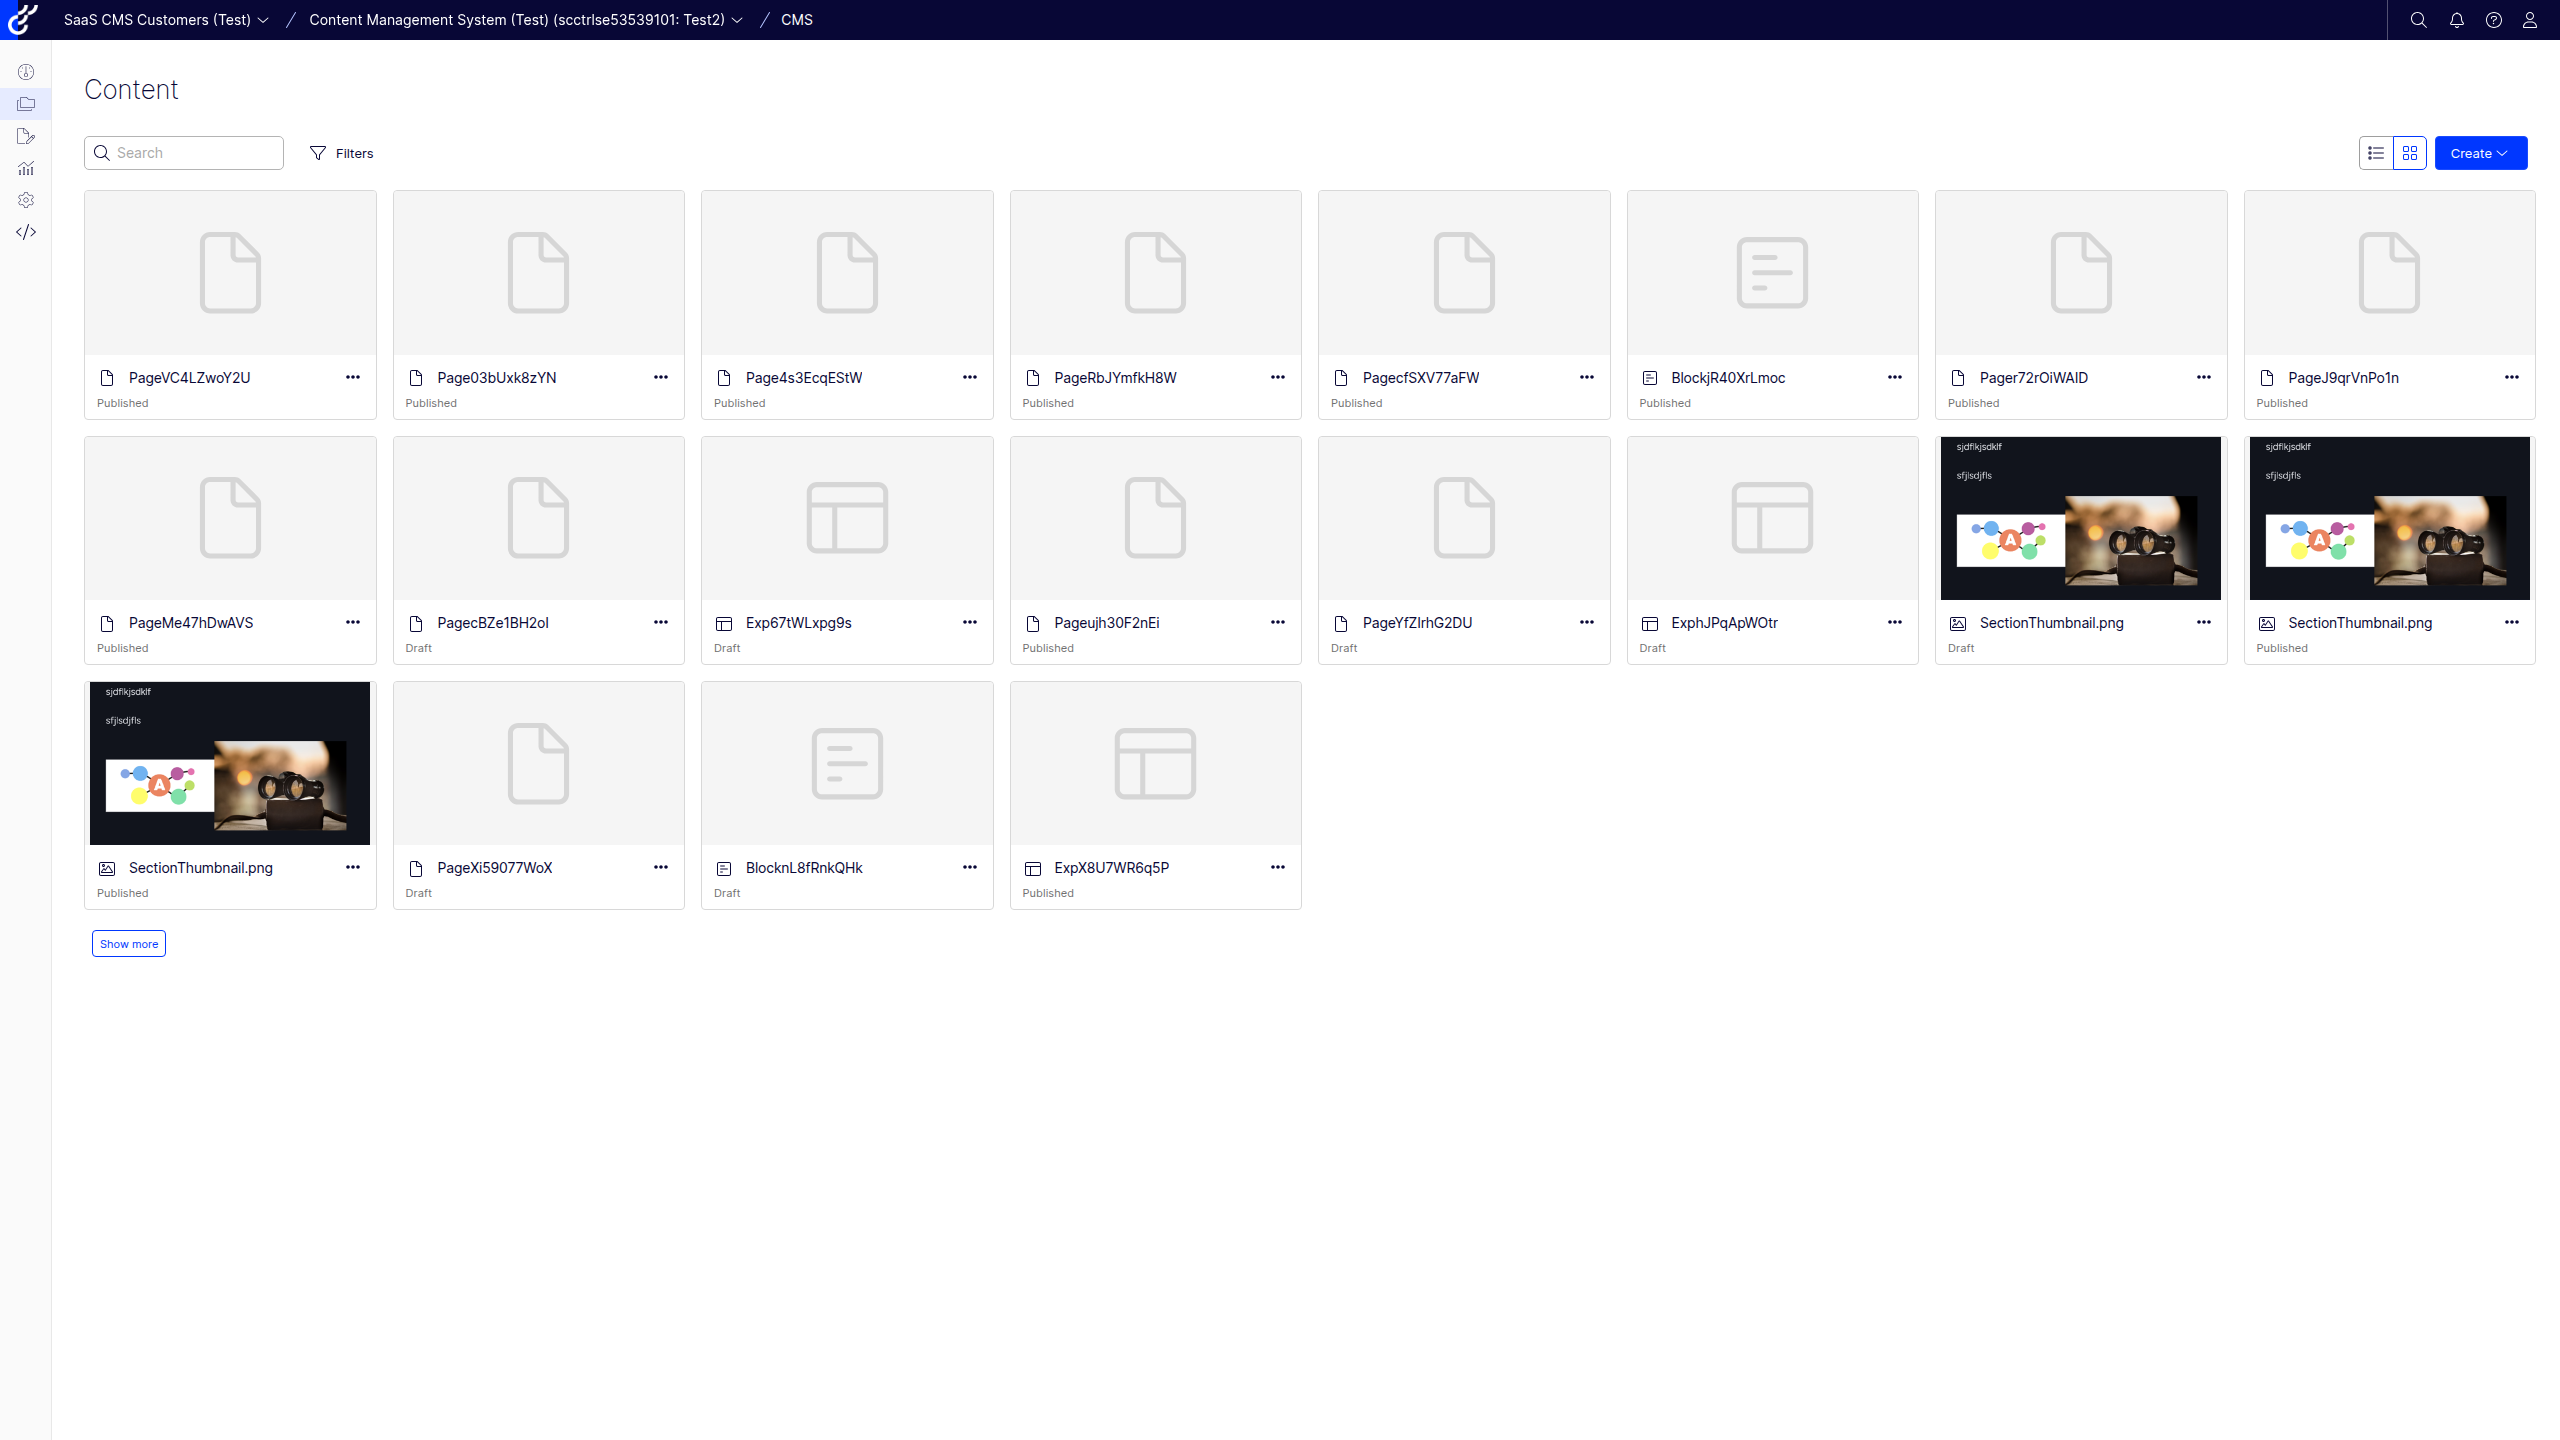 SaaS CMS Customers (Test) / Content Management System (Test) (scctrlse53539101: Test2) / CMS
Content
Search Filters Create
PageVC4LZwoY2U Page03bUxk8zYN Page4s3EcqEStW PageRbJYmfkH8W PagecfSXV77aFW BlockjR40XrLmoc Pager72rOiWAID PageJ9qrVnPo1n
Published Published Published Published Published Published Published Published
sjdflkjsdklf sjdflkjsdklf
sfjlsdjfls sfjlsdjfls
A A
PageMe47hDwAVS PagecBZe1BH2oI Exp67tWLxpg9s Pageujh30F2nEi PageYfZIrhG2DU ExphJPqApWOtr SectionThumbnail.png SectionThumbnail.png
Published Draft Draft Published Draft Draft Draft Published
sjdflkjsdklf
sfjlsdjfls
A
SectionThumbnail.png PageXi59077WoX BlocknL8fRnkQHk ExpX8U7WR6q5P
Published Draft Draft Published
Show more